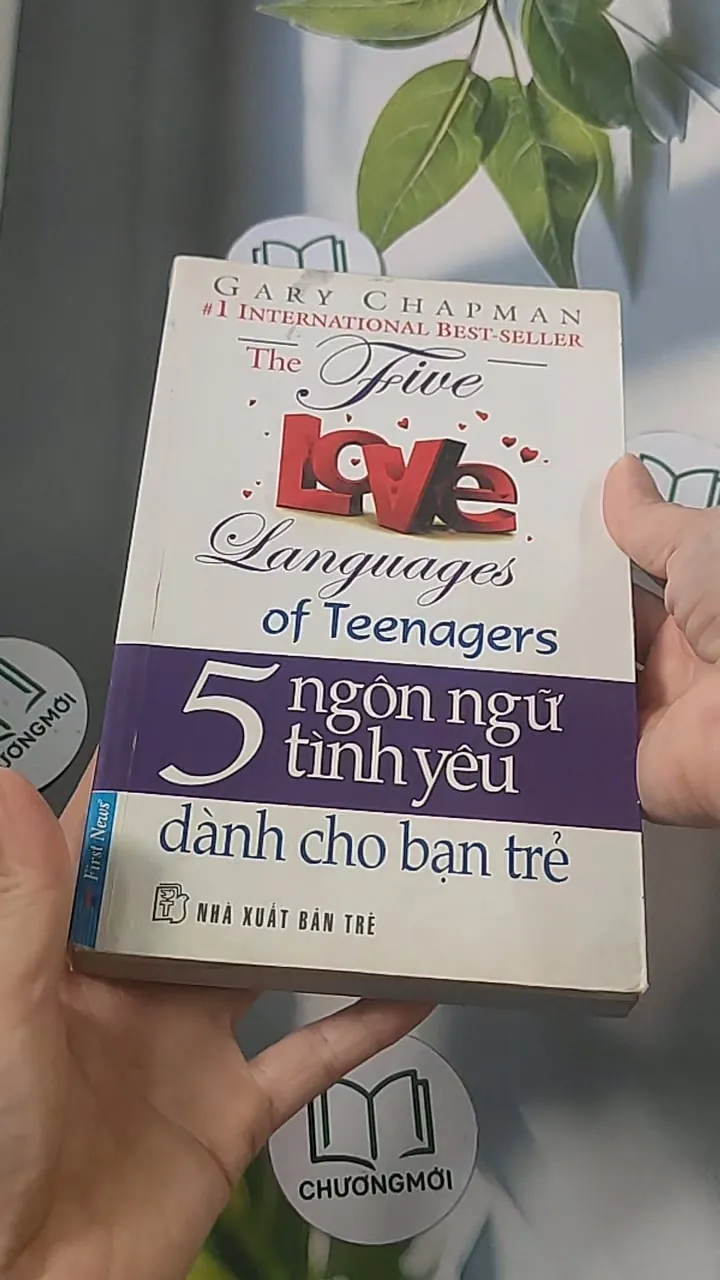 GARY CHAPMAN
#1 INTERNATIONAL BEST-SELLER
The Five
Love
Languages
of Teenagers
5 ngôn ngữ
tình yêu
dành cho bạn trẻ
First News
NHÀ XUẤT BẢN TRẺ
ƯƠNGMỚI
CHƯƠNGMỚI